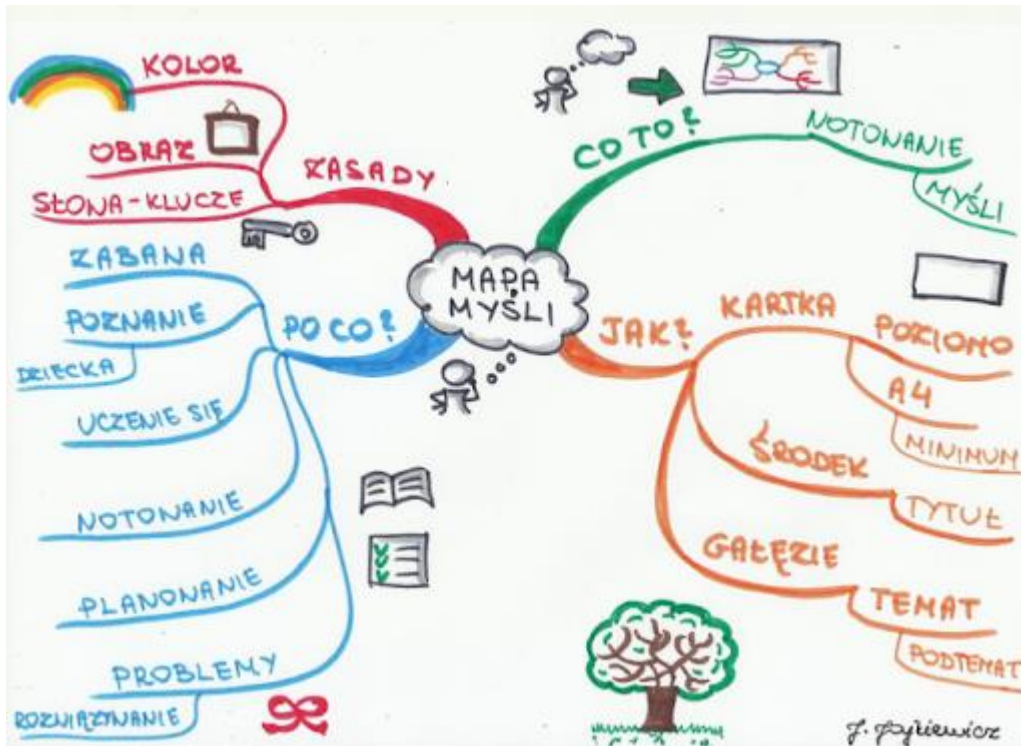 KOLOR
OBRAZ
SŁOWA-KLUCZE
ZASADY
CO TO?
NOTOWANIE
MYŚLI
MAPA
MYŚLI
ZABAWA
POZNANIE
DZIECKA
UCZENIE SIĘ
NOTOWANIE
PLANOWANIE
PROBLEMY
ROZWIĄZYWANIE
PO CO?
JAK?
KARTKA
POZIOMO
A4
MINIMUM
ŚRODEK
TYTUŁ
GAŁĘZIE
TEMAT
PODTEMAT